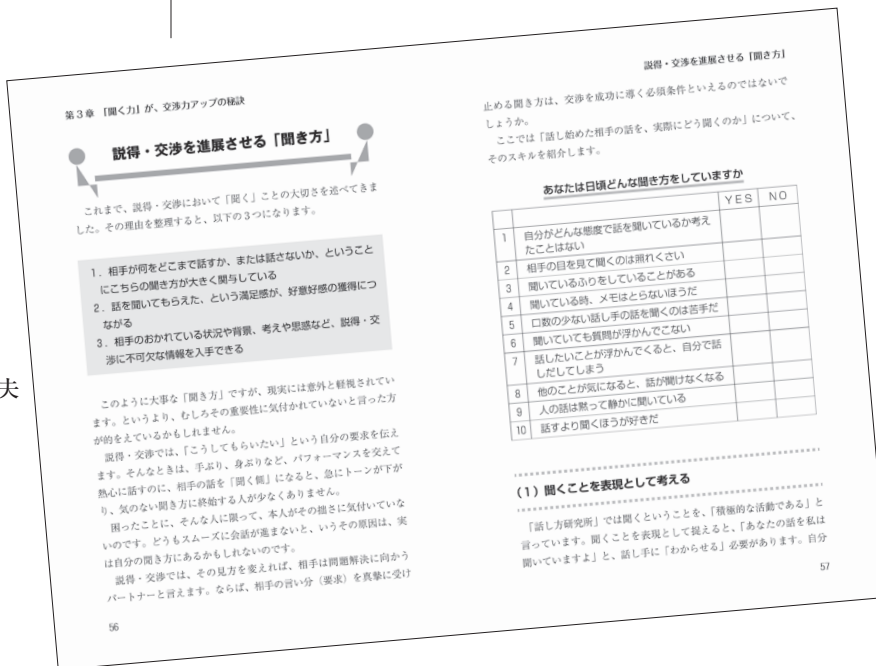 夫
第3章 「聞く力」が、交渉力アップの秘訣
説得・交渉を進展させる「聞き方」
これまで、説得・交渉において「聞く」ことの大切さを述べてきま
した。その理由を整理すると、以下の3つになります。
1．相手が何をどこまで話すか、または話さないか、ということ
にこちらの聞き方が大きく関与している
2．話を聞いてもらえた、という満足感が、好意好感の獲得につ
ながる
3．相手のおかれている状況や背景、考えや思惑など、説得・交
渉に不可欠な情報を入手できる
このように大事な「聞き方」ですが、現実には意外と軽視されてい
ます。というより、むしろその重要性に気付かれていないと言った方
が的をえているかもしれません。
説得・交渉では、「こうしてもらいたい」という自分の要求を伝え
ます。そんなときは、手ぶり、身ぶりなど、パフォーマンスを交えて
熱心に話すのに、相手の話を「聞く側」になると、急にトーンが下が
り、気のない聞き方に終始する人が少なくありません。
困ったことに、そんな人に限って、本人がその拙さに気付いていな
いのです。どうもスムーズに会話が進まないと、いうその原因は、実
は自分の聞き方にあるかもしれないのです。
説得・交渉では、その見方を変えれば、相手は問題解決に向かう
パートナーと言えます。ならば、相手の言い分（要求）を真摯に受け
56
説得・交渉を進展させる「聞き方」
止める聞き方は、交渉を成功に導く必須条件といえるのではないで
しょうか。
ここでは「話し始めた相手の話を、実際にどう聞くのか」について、
そのスキルを紹介します。
あなたは日頃どんな聞き方をしていますか
YES NO
1 自分がどんな態度で話を聞いているか考え
たことはない
2 相手の目を見て聞くのは照れくさい
3 聞いているふりをしていることがある
4 聞いている時、メモはとらないほうだ
5 口数の少ない話し手の話を聞くのは苦手だ
6 聞いていても質問が浮かんでこない
7 話したいことが浮かんでくると、自分で話
しだしてしまう
8 他のことが気になると、話が聞けなくなる
9 人の話は黙って静かに聞いている
10 話すより聞くほうが好きだ
（1）聞くことを表現として考える
「話し方研究所」では聞くということを、「積極的な活動である」と
言っています。聞くことを表現として捉えると、「あなたの話を私は
聞いていますよ」と、話し手に「わからせる」必要があります。自分
57